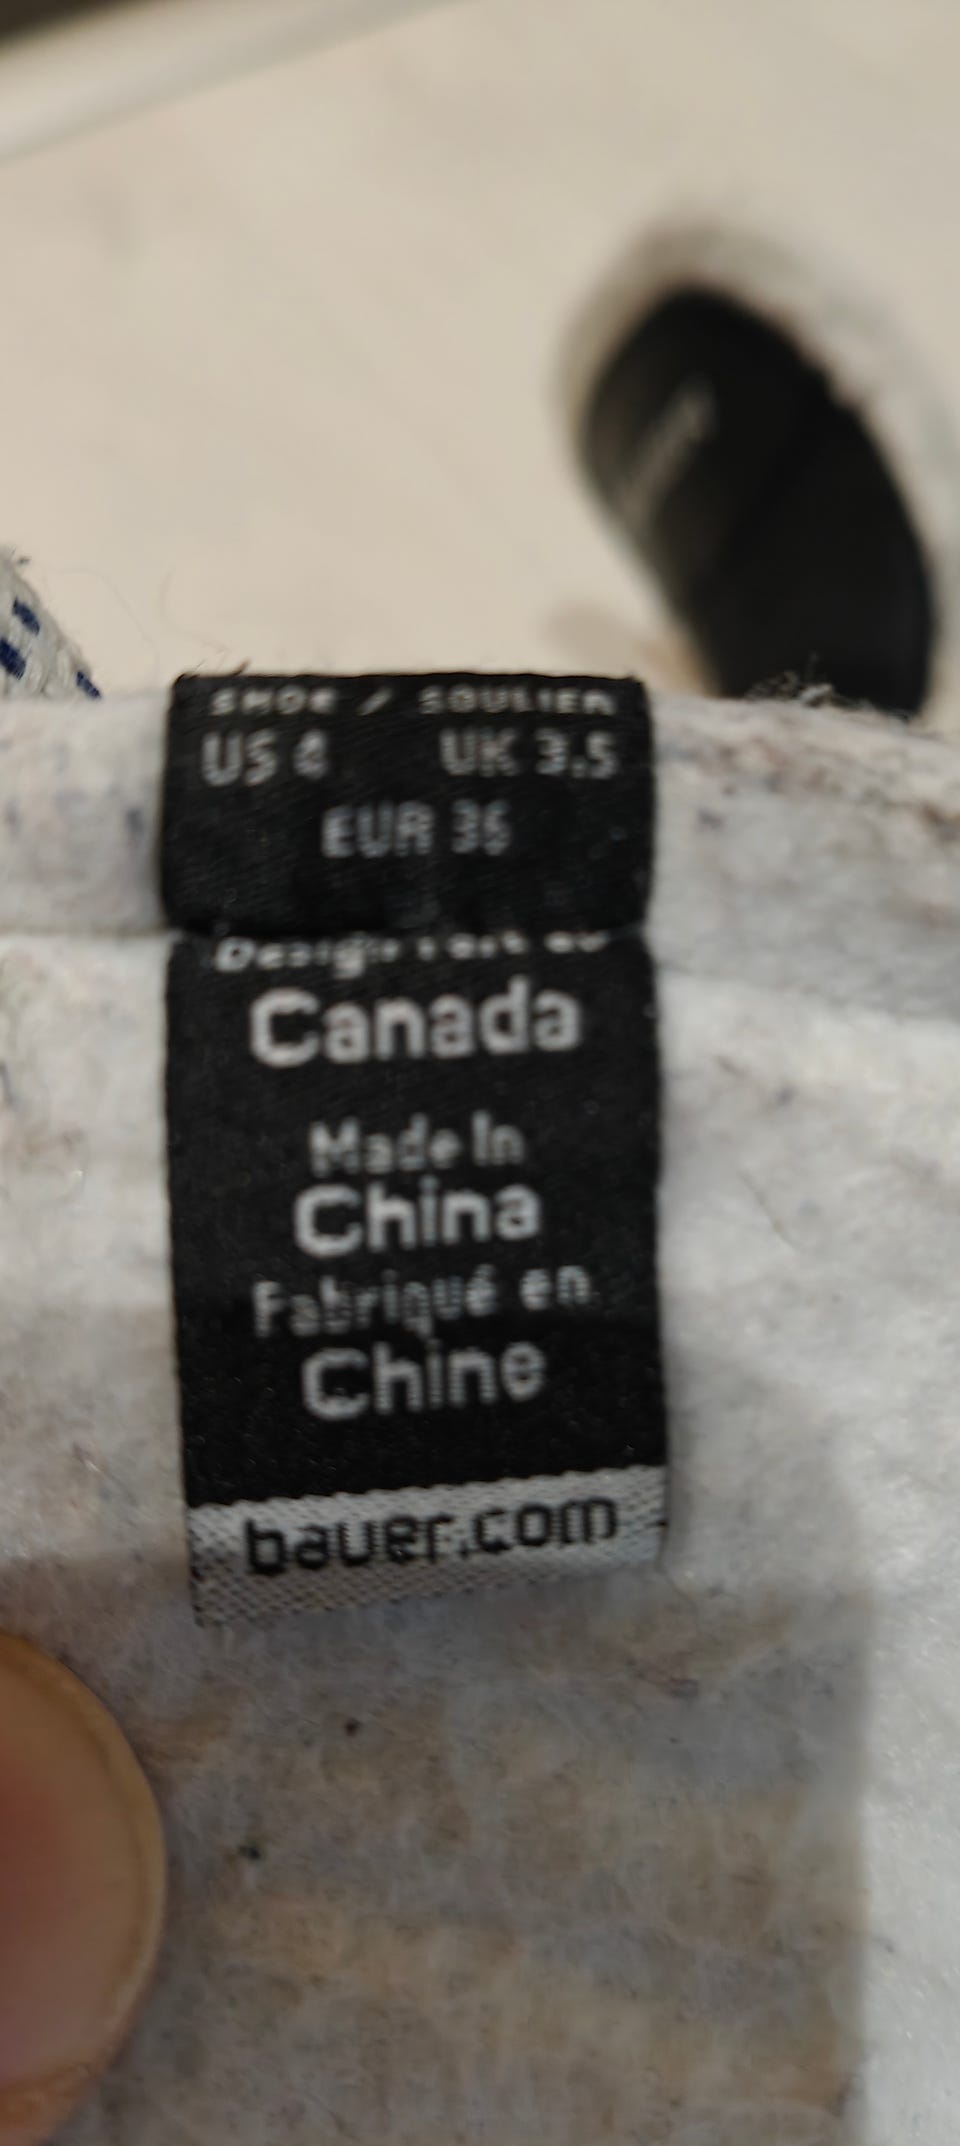 SHOE / SOULIER
US 4 UK 3.5
EUR 36
Canada
Made In
China
Fabriqué en
Chine
bauer.com